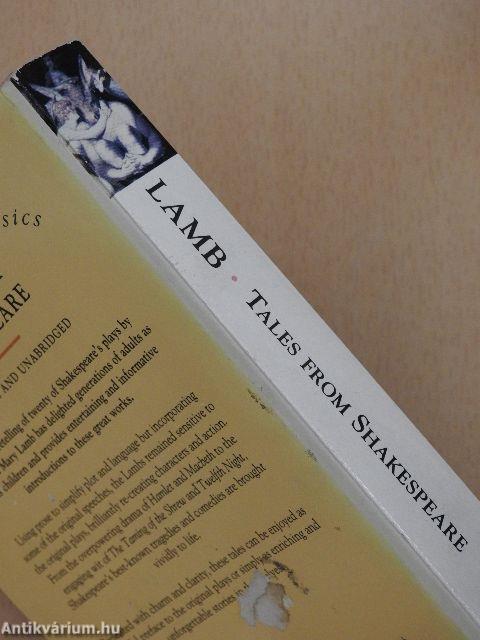 LAMB · TALES FROM SHAKESPEARE
sics
EARE
AND UNABRIDGED
retelling of twenty of Shakespeare's plays by
Mary Lamb has delighted generations of adults as
children and provides entertaining and informative
introductions to these great works.
Using prose to simplify plot and language but incorporating
some of the original speeches, the Lambs remained sensitive to
the original plays, brilliantly re-creating characters and action.
From the overpowering drama of Hamlet and Macbeth to the
engaging wit of The Taming of the Shrew and Twelfth Night,
Shakespeare's best-known tragedies and comedies are brought
vividly to life.
with charm and clarity, these tales can be enjoyed as
preface to the original plays or simply as enriching and
unforgettable stories in
Antikvárium.hu